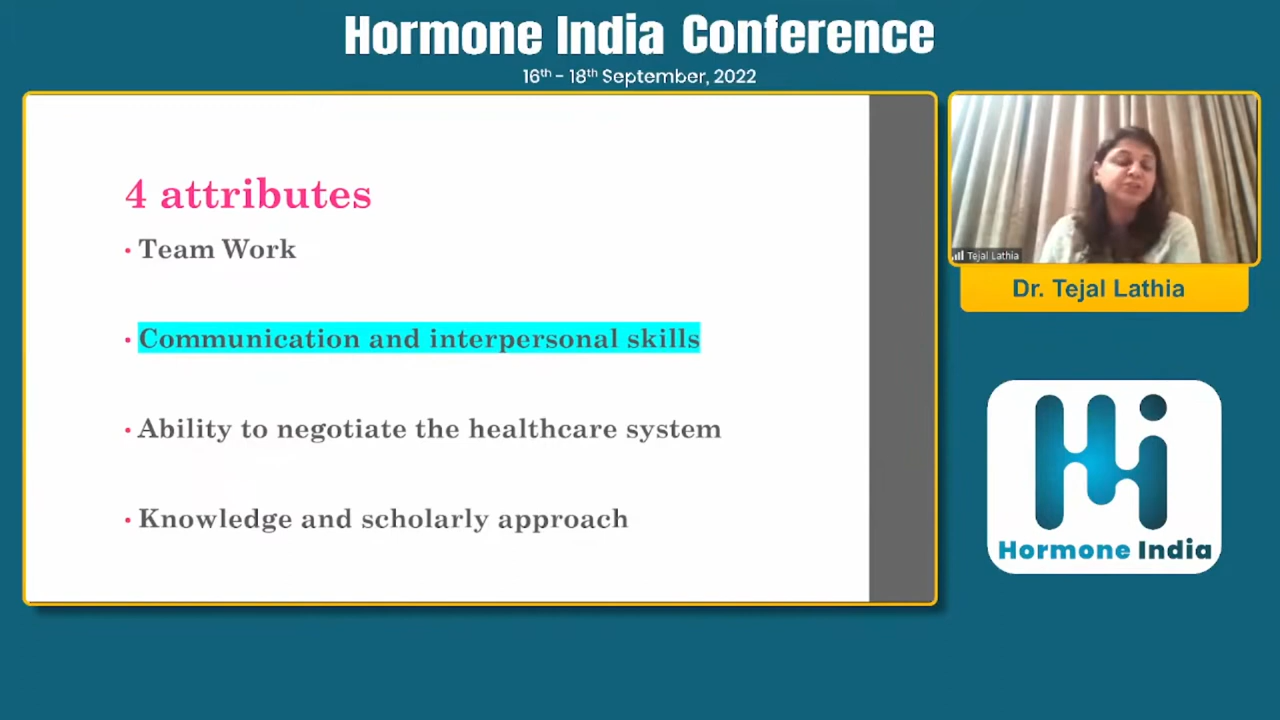 Hormone India Conference
16th - 18th September, 2022
4 attributes
• Team Work
• Communication and interpersonal skills
• Ability to negotiate the healthcare system
• Knowledge and scholarly approach
Tejal Lathia
Dr. Tejal Lathia
Hi
Hormone India